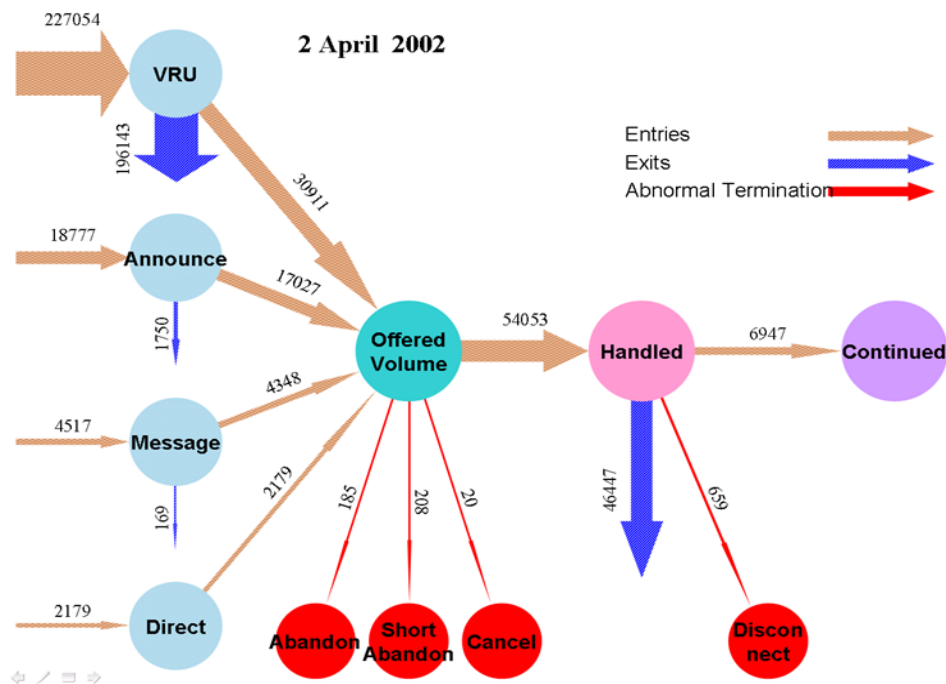 227054
2 April 2002
VRU
196143
30911
Entries
Exits
Abnormal Termination
18777
Announce
17027
1750
54053
Offered
Volume
Handled
6947
Continued
4517
Message
4348
169
2179
185
208
20
46447
659
2179
Direct
Abandon
Short
Abandon
Cancel
Discon
nect